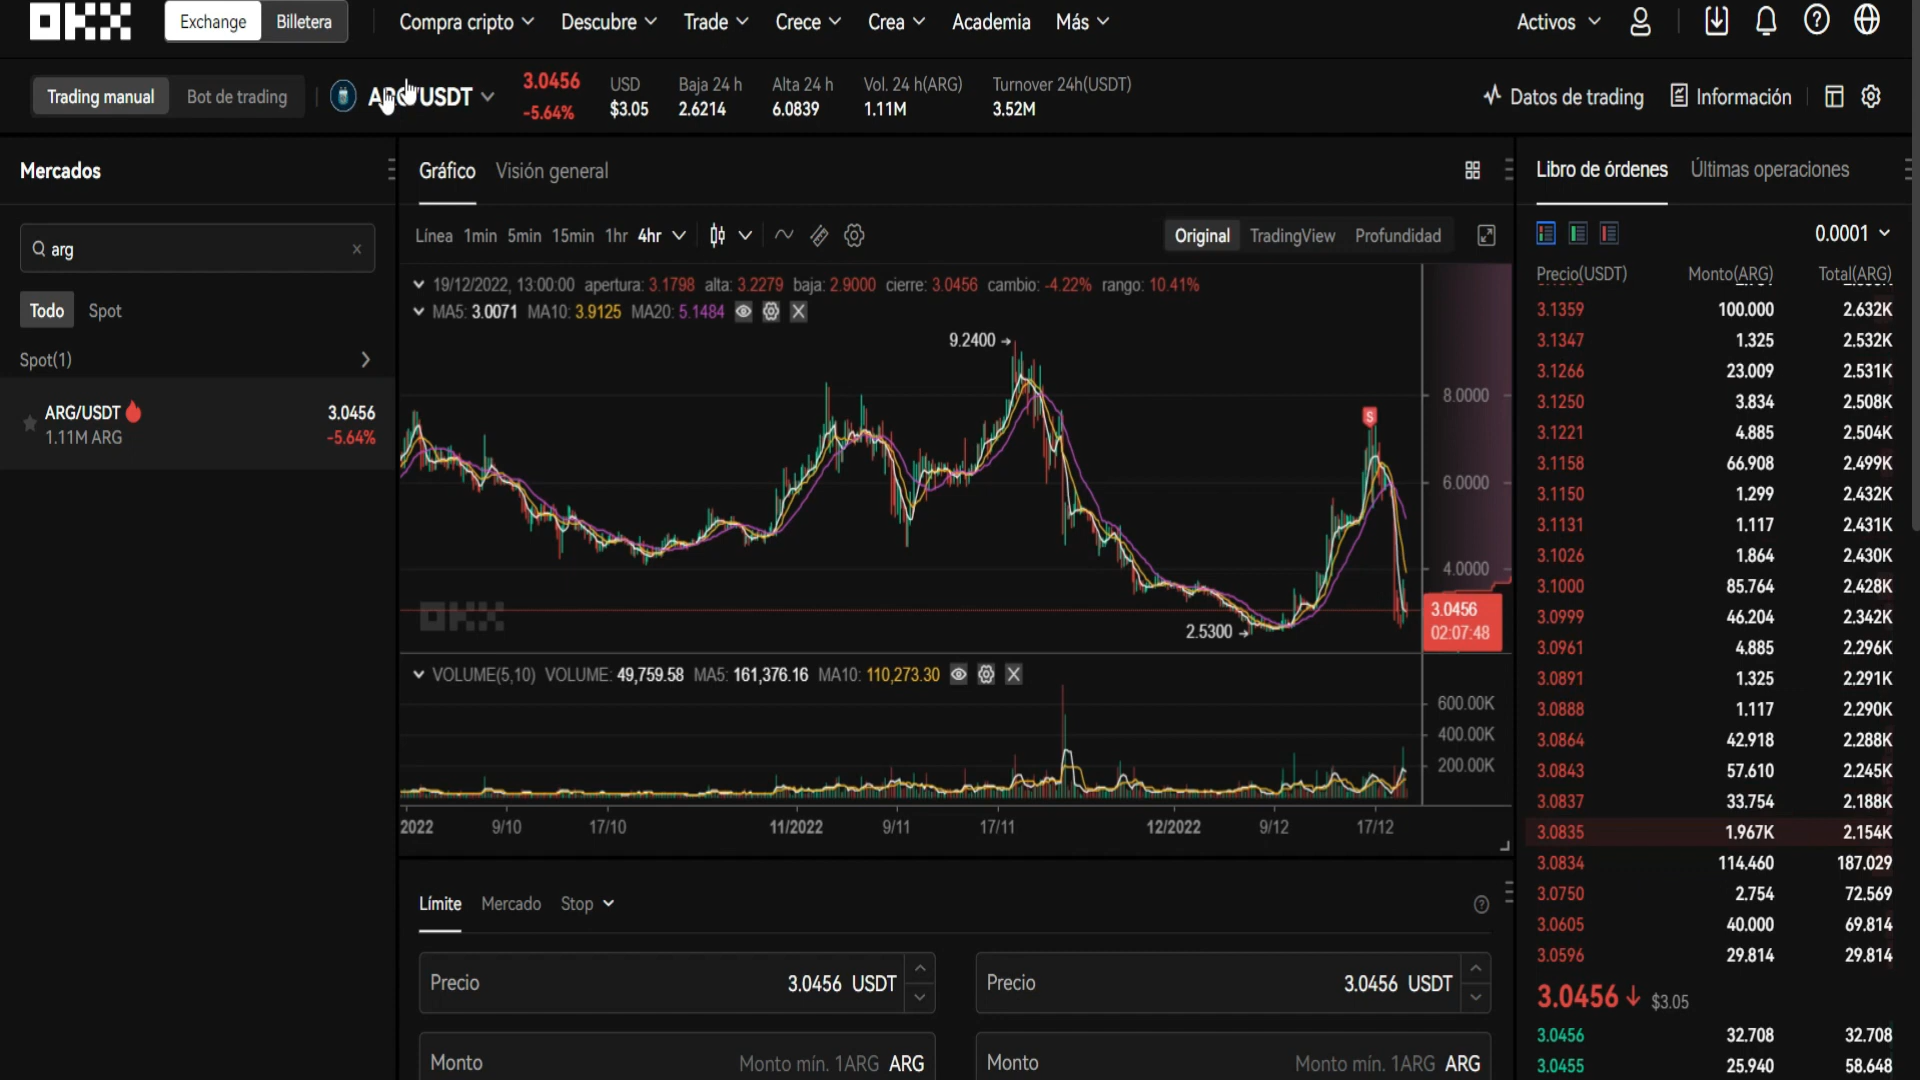 OKX
Exchange
Billetera
Compra cripto
Descubre
Trade
Crece
Crea
Academia
Más
Activos
Trading manual
Bot de trading
USDT
3.0456
-5.64%
USD
$3.05
Baja 24 h
2.6214
Alta 24 h
6.0839
Vol. 24 h(ARG)
1.11M
Turnover 24h(USDT)
3.52M
Datos de trading
Información
Mercados
arg
Todo
Spot
Spot(1)
ARG/USDT 3.0456
1.11M ARG -5.64%
Gráfico
Visión general
Línea 1min 5min 15min 1hr 4hr
Original
TradingView
Profundidad
19/12/2022, 13:00:00 apertura: 3.1798 alta: 3.2279 baja: 2.9000 cierre: 3.0456 cambio: -4.22% rango: 10.41%
MA5: 3.0071 MA10: 3.9125 MA20: 5.1484
9.2400
S
8.0000
6.0000
4.0000
3.0456
02:07:48
2.5300
OKX
VOLUME(5,10) VOLUME: 49,759.58 MA5: 161,376.16 MA10: 110,273.30
600.00K
400.00K
200.00K
2022 9/10 17/10 11/2022 9/11 17/11 12/2022 9/12 17/12
Límite
Mercado
Stop
Precio 3.0456 USDT
Precio 3.0456 USDT
Monto Monto mín. 1ARG ARG
Monto Monto mín. 1ARG ARG
Libro de órdenes
Últimas operaciones
0.0001
Precio(USDT) Monto(ARG) Total(ARG)
3.1359 100.000 2.632K
3.1347 1.325 2.532K
3.1266 23.009 2.531K
3.1250 3.834 2.508K
3.1221 4.885 2.504K
3.1158 66.908 2.499K
3.1150 1.299 2.432K
3.1131 1.117 2.431K
3.1026 1.864 2.430K
3.1000 85.764 2.428K
3.0999 46.204 2.342K
3.0961 4.885 2.296K
3.0891 1.325 2.291K
3.0888 1.117 2.290K
3.0864 42.918 2.288K
3.0843 57.610 2.245K
3.0837 33.754 2.188K
3.0835 1.967K 2.154K
3.0834 114.460 187.029
3.0750 2.754 72.569
3.0605 40.000 69.814
3.0596 29.814 29.814
3.0456 $3.05
3.0456 32.708 32.708
3.0455 25.940 58.648